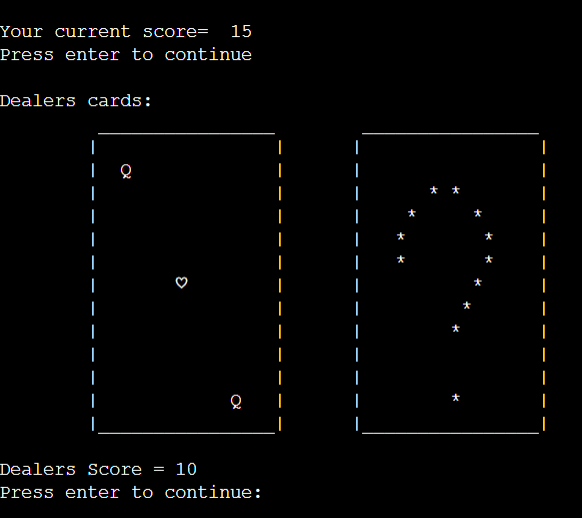 Your current score=  15
Press enter to continue
Dealers cards:
Q
♡
Q
Dealers Score = 10
Press enter to continue: